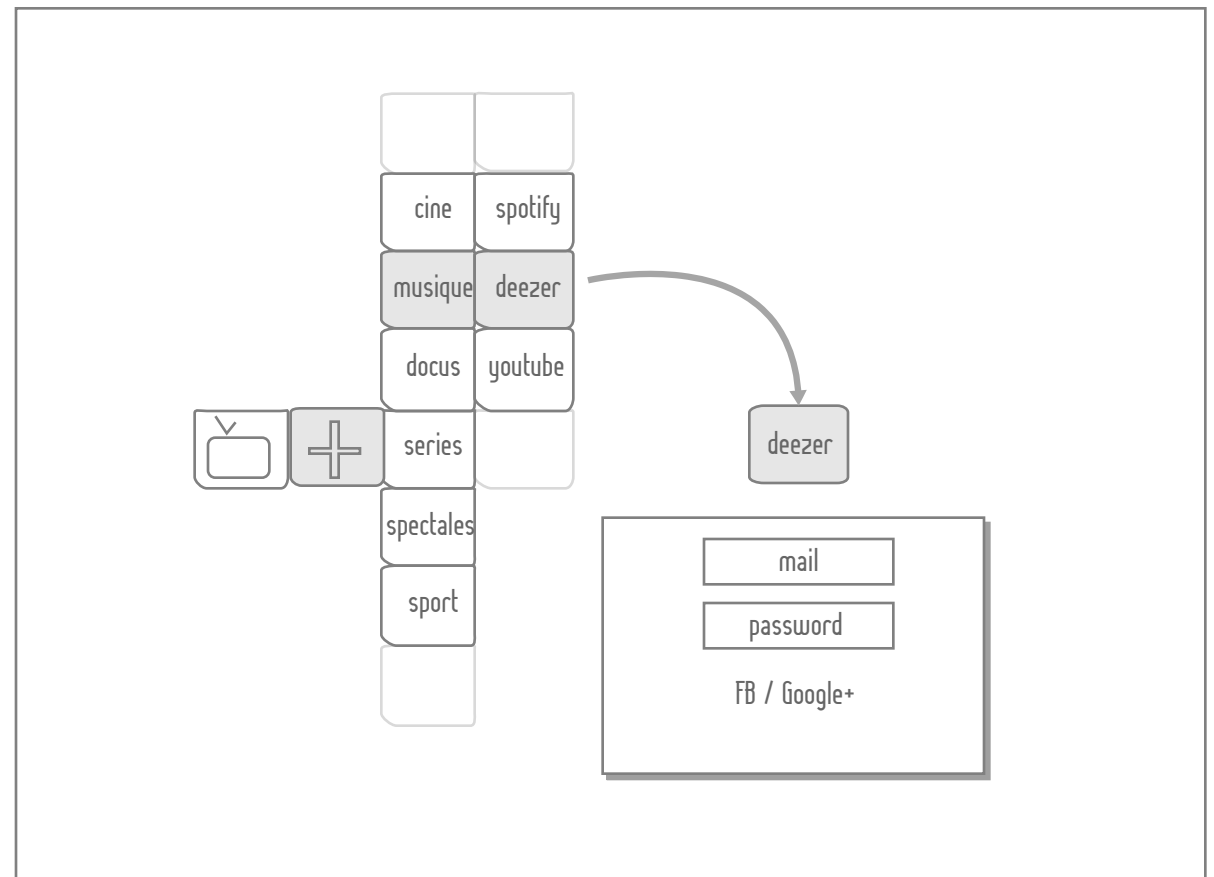 cine
spotify
musique
deezer
docus
youtube
series
deezer
spectales
mail
sport
password
FB / Google+